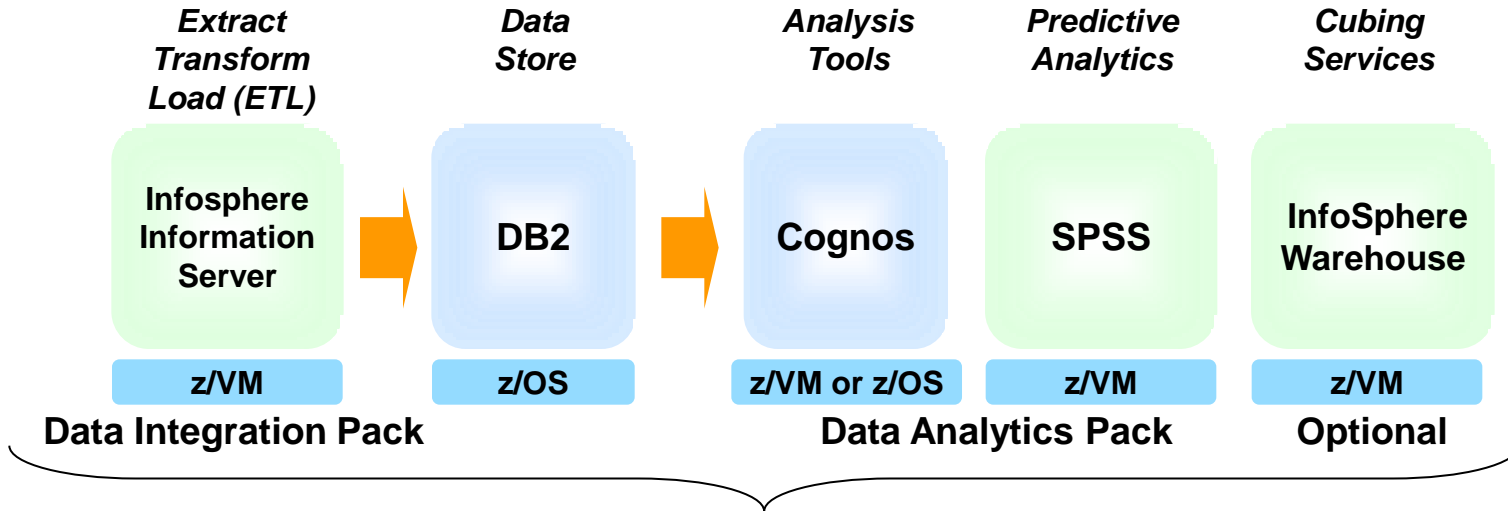 Extract
Transform
Load (ETL)
Data
Store
Analysis
Tools
Predictive
Analytics
Cubing
Services
Infosphere
Information
Server
DB2
Cognos
SPSS
InfoSphere
Warehouse
z/VM
z/OS
z/VM or z/OS
z/VM
z/VM
Data Integration Pack
Data Analytics Pack
Optional